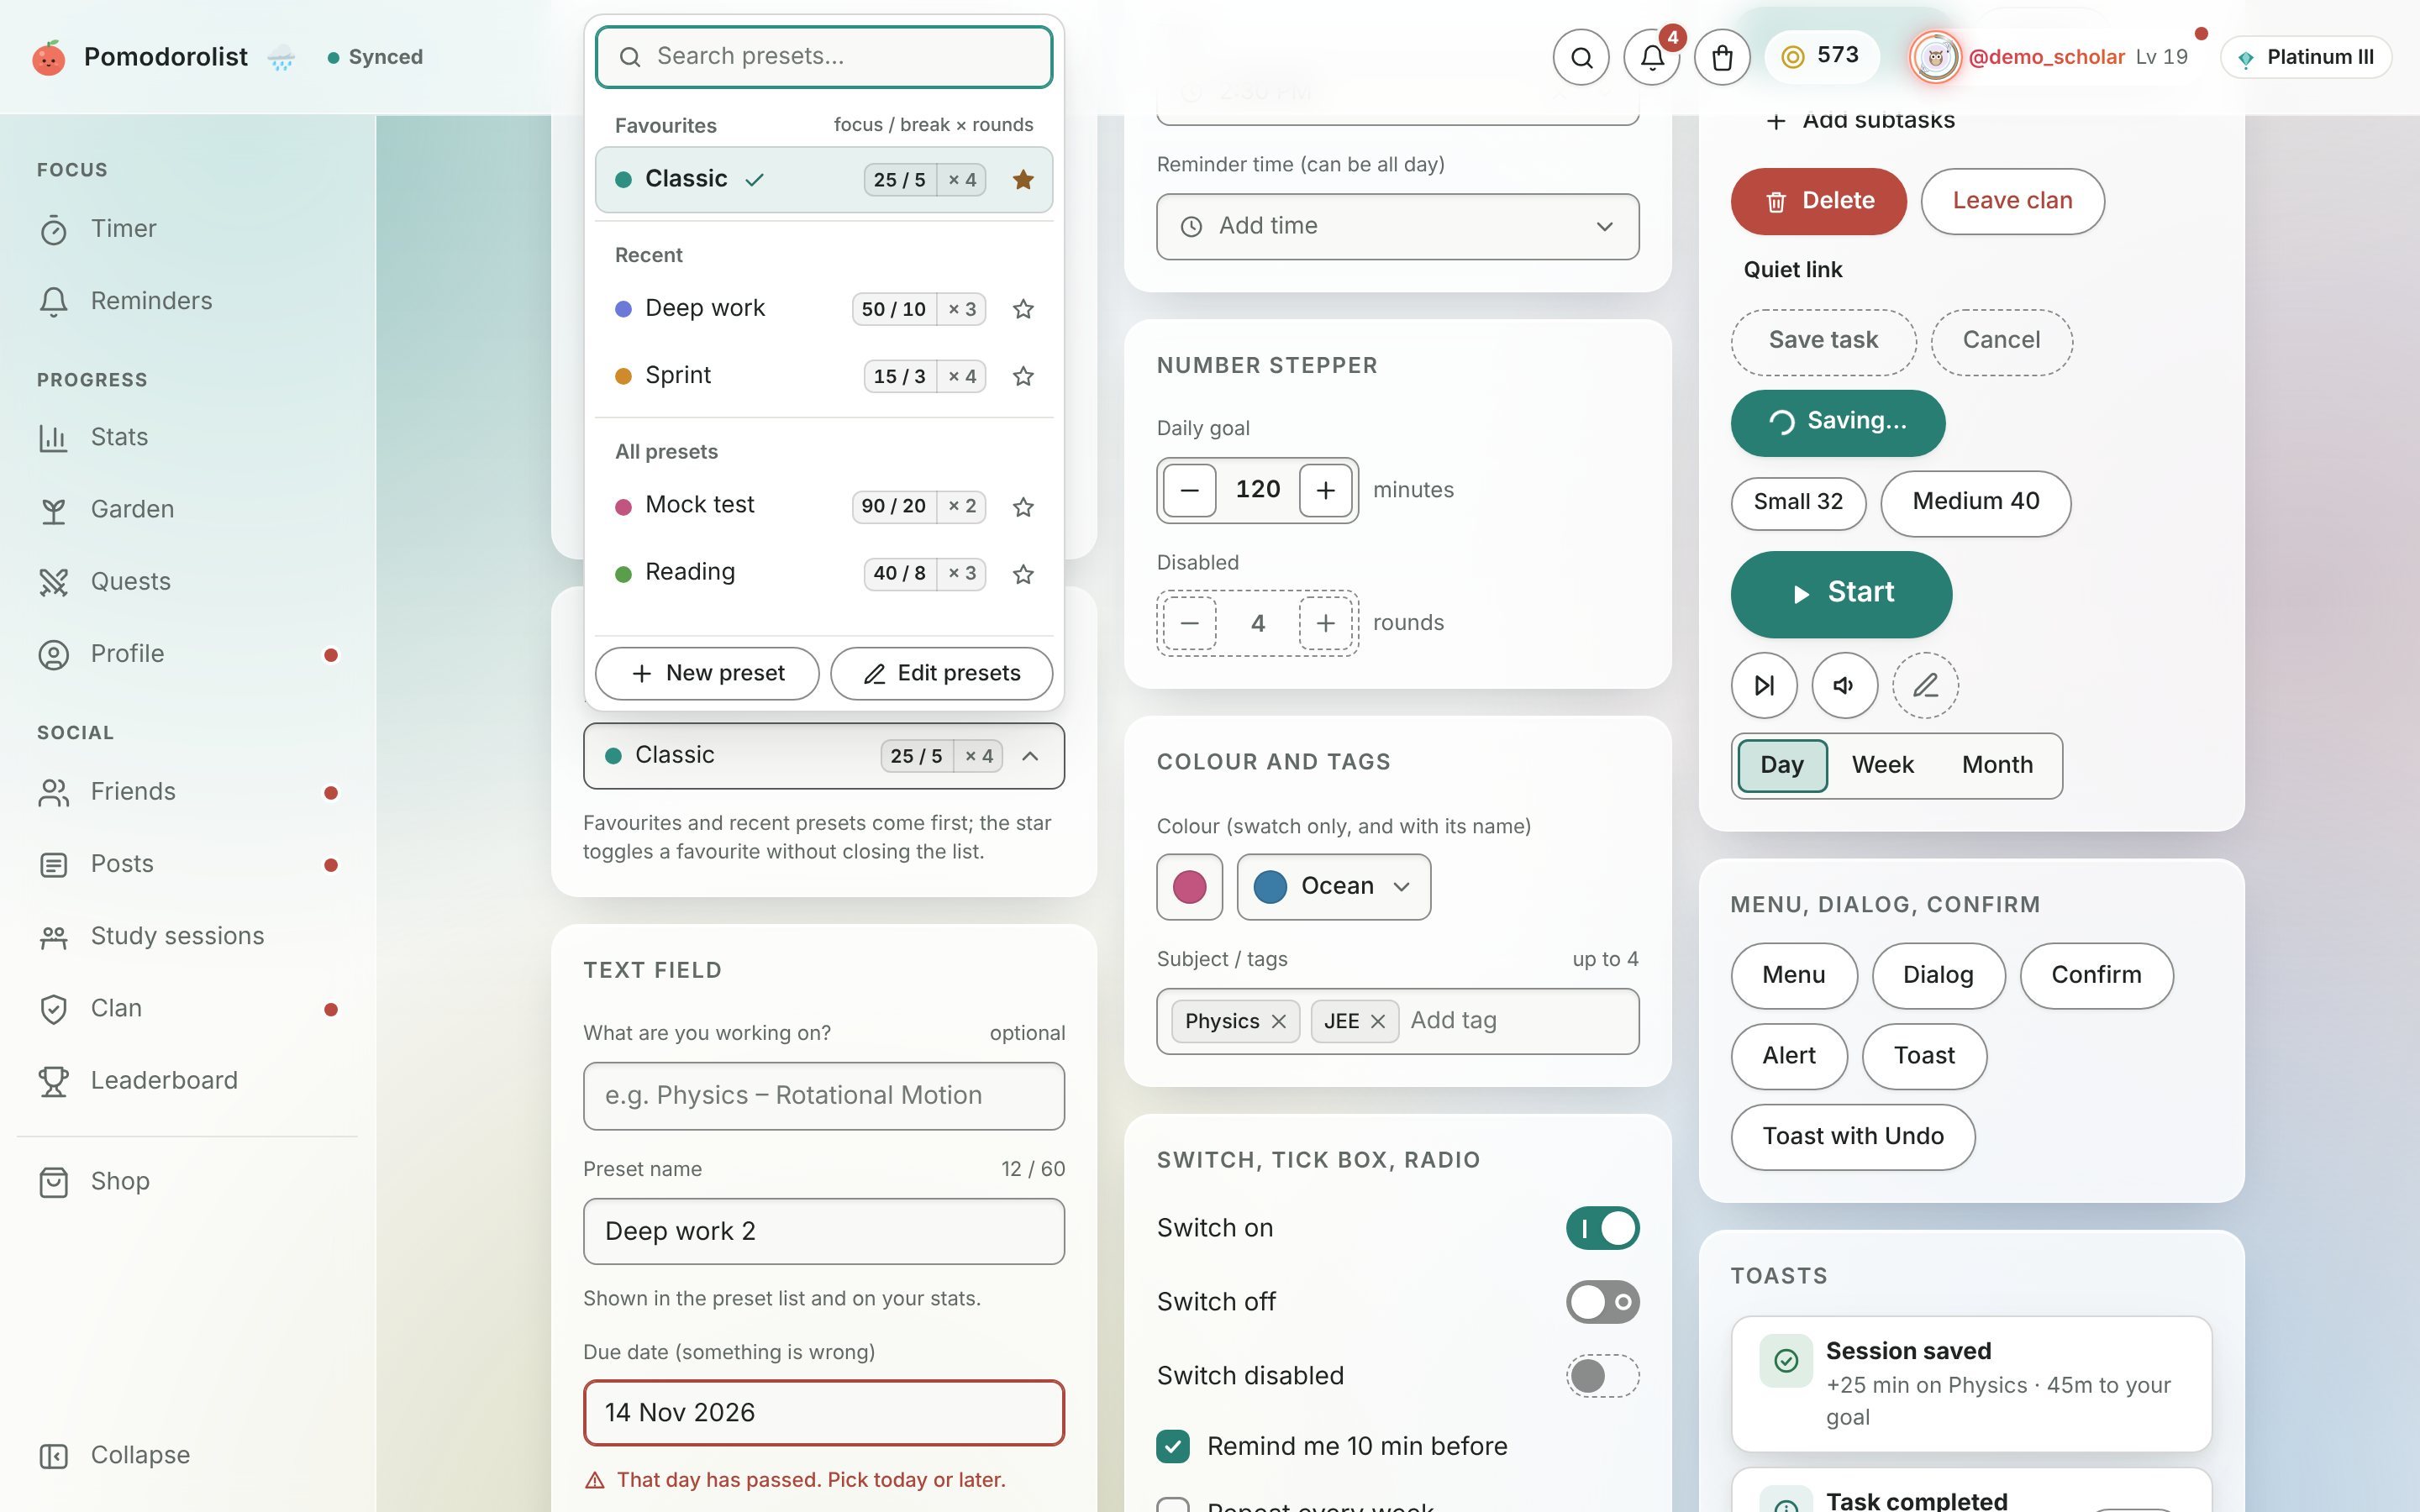 Pomodorolist
Synced
4
573
@demo_scholar Lv 19
Platinum III
FOCUS
Timer
Reminders
PROGRESS
Stats
Garden
Quests
Profile
SOCIAL
Friends
Posts
Study sessions
Clan
Leaderboard
Shop
Collapse
Search presets...
Favourites focus / break × rounds
Classic 25 / 5 × 4
Recent
Deep work 50 / 10 × 3
Sprint 15 / 3 × 4
All presets
Mock test 90 / 20 × 2
Reading 40 / 8 × 3
New preset Edit presets
Classic 25 / 5 × 4
Favourites and recent presets come first; the star
toggles a favourite without closing the list.
TEXT FIELD
What are you working on? optional
e.g. Physics – Rotational Motion
Preset name 12 / 60
Deep work 2
Shown in the preset list and on your stats.
Due date (something is wrong)
14 Nov 2026
That day has passed. Pick today or later.
2:30 PM
Reminder time (can be all day)
Add time
NUMBER STEPPER
Daily goal
120 minutes
Disabled
4 rounds
COLOUR AND TAGS
Colour (swatch only, and with its name)
Ocean
Subject / tags up to 4
Physics JEE Add tag
SWITCH, TICK BOX, RADIO
Switch on
Switch off
Switch disabled
Remind me 10 min before
Repeat every week
Add subtasks
Delete Leave clan
Quiet link
Save task Cancel
Saving...
Small 32 Medium 40
Start
Day Week Month
MENU, DIALOG, CONFIRM
Menu Dialog Confirm
Alert Toast
Toast with Undo
TOASTS
Session saved
+25 min on Physics · 45m to your
goal
Task completed